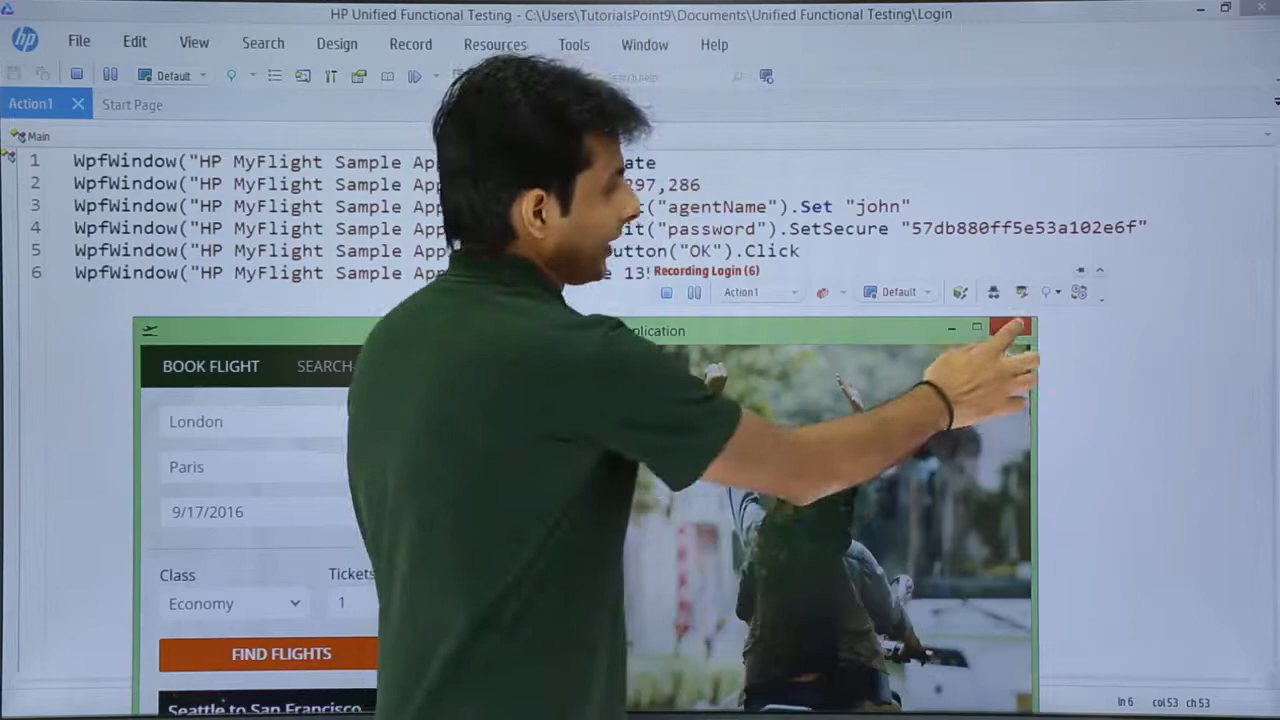 HP Unified Functional Testing - C:\Users\TutorialsPoint9\Documents\Unified Functional Testing\Login
hp File Edit View Search Design Record Resources Tools Window Help
Default
Action1 Start Page
Main
1 WpfWindow("HP MyFlight Sample App ate
2 WpfWindow("HP MyFlight Sample App 297,286
3 WpfWindow("HP MyFlight Sample App t("agentName").Set "john"
4 WpfWindow("HP MyFlight Sample App it("password").SetSecure "57db880ff5e53a102e6f"
5 WpfWindow("HP MyFlight Sample App utton("OK").Click
6 WpfWindow("HP MyFlight Sample App e 13!
Recording Login (6)
Action1 Default
plication
BOOK FLIGHT SEARCH
London
Paris
9/17/2016
Class Tickets
Economy 1
FIND FLIGHTS
Seattle to San Francisco
ln 6 col 53 ch 53